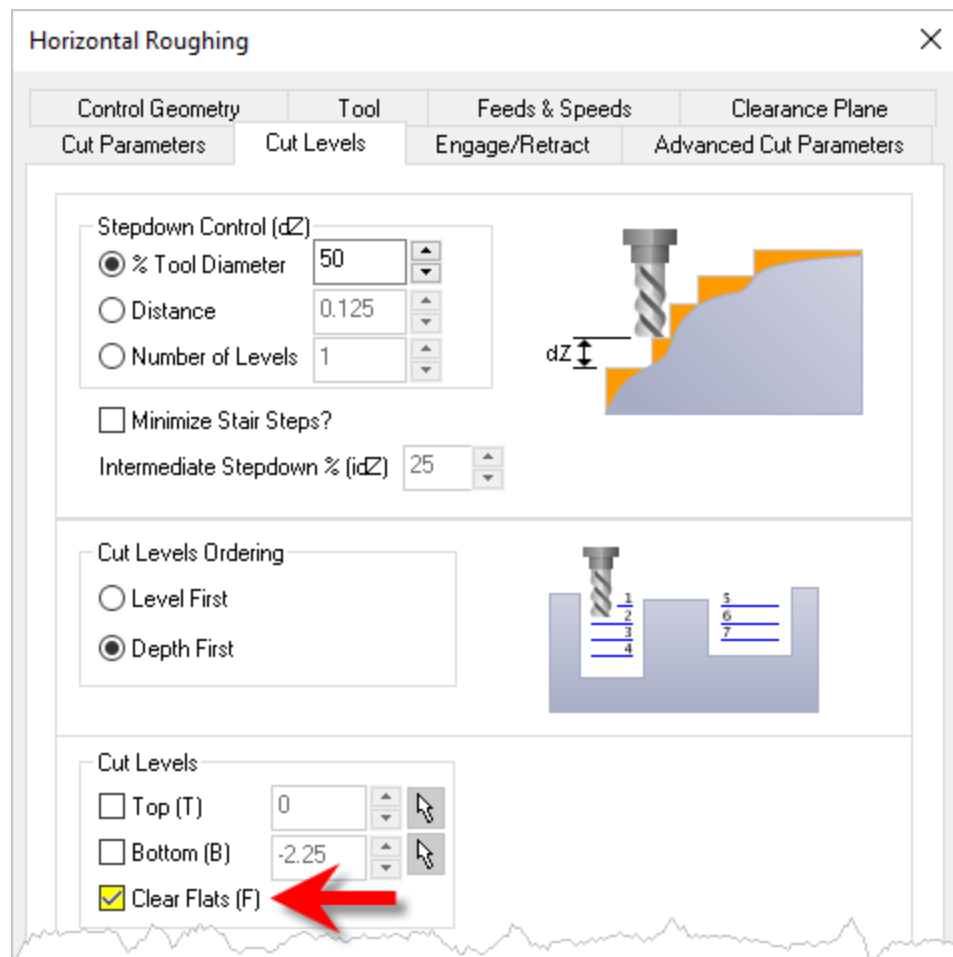 Horizontal Roughing
Control Geometry Tool Feeds & Speeds Clearance Plane
Cut Parameters Cut Levels Engage/Retract Advanced Cut Parameters
Stepdown Control (dZ)
% Tool Diameter 50
Distance 0.125
Number of Levels 1
dZ
Minimize Stair Steps?
Intermediate Stepdown % (idZ) 25
Cut Levels Ordering
Level First
Depth First
1 5
2 6
3 7
4
Cut Levels
Top (T) 0
Bottom (B) -2.25
Clear Flats (F)